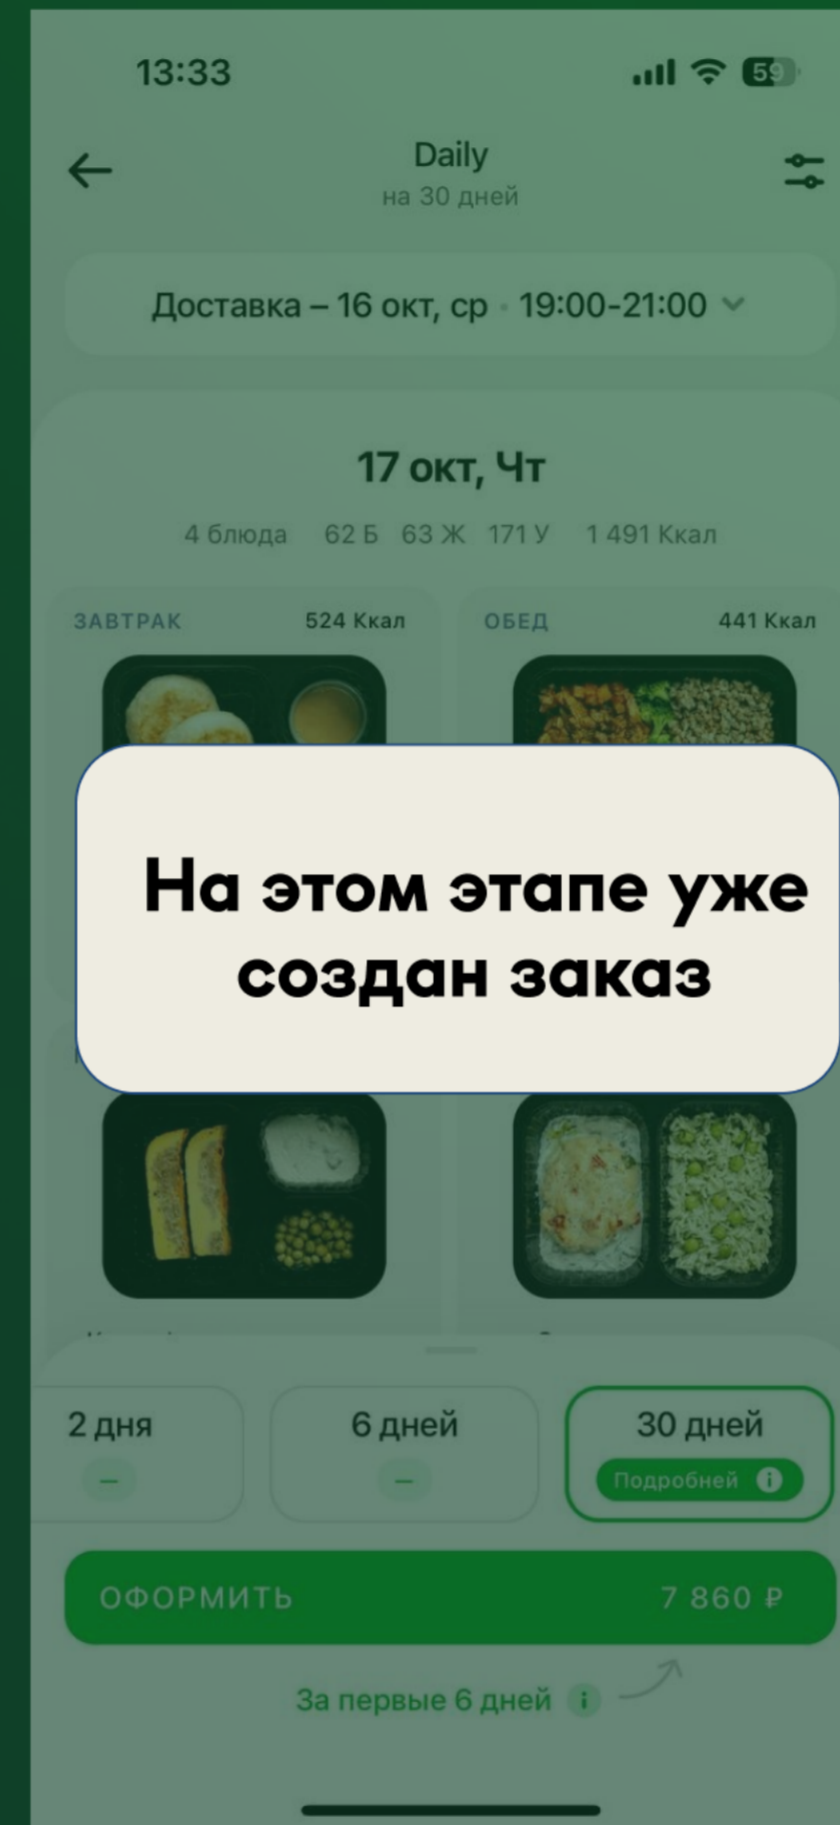 13:33
59
Daily
на 30 дней
Доставка – 16 окт, ср • 19:00-21:00
17 окт, Чт
4 блюда 62 Б 63 Ж 171 У 1 491 Ккал
ЗАВТРАК 524 Ккал
ОБЕД 441 Ккал
На этом этапе уже
создан заказ
2 дня
6 дней
30 дней
–
–
Подробней i
ОФОРМИТЬ 7 860 ₽
За первые 6 дней i